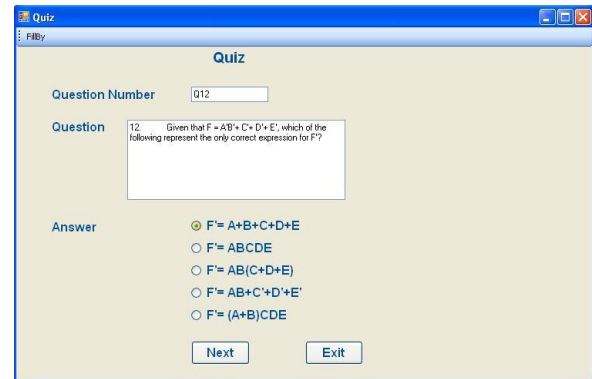 Quiz
FillBy
Quiz
Question Number Q12
Question
12. Given that F = A'B'+ C'+ D'+ E', which of the
following represent the only correct expression for F'?
Answer
F'= A+B+C+D+E
F'= ABCDE
F'= AB(C+D+E)
F'= AB+C'+D'+E'
F'= (A+B)CDE
Next Exit